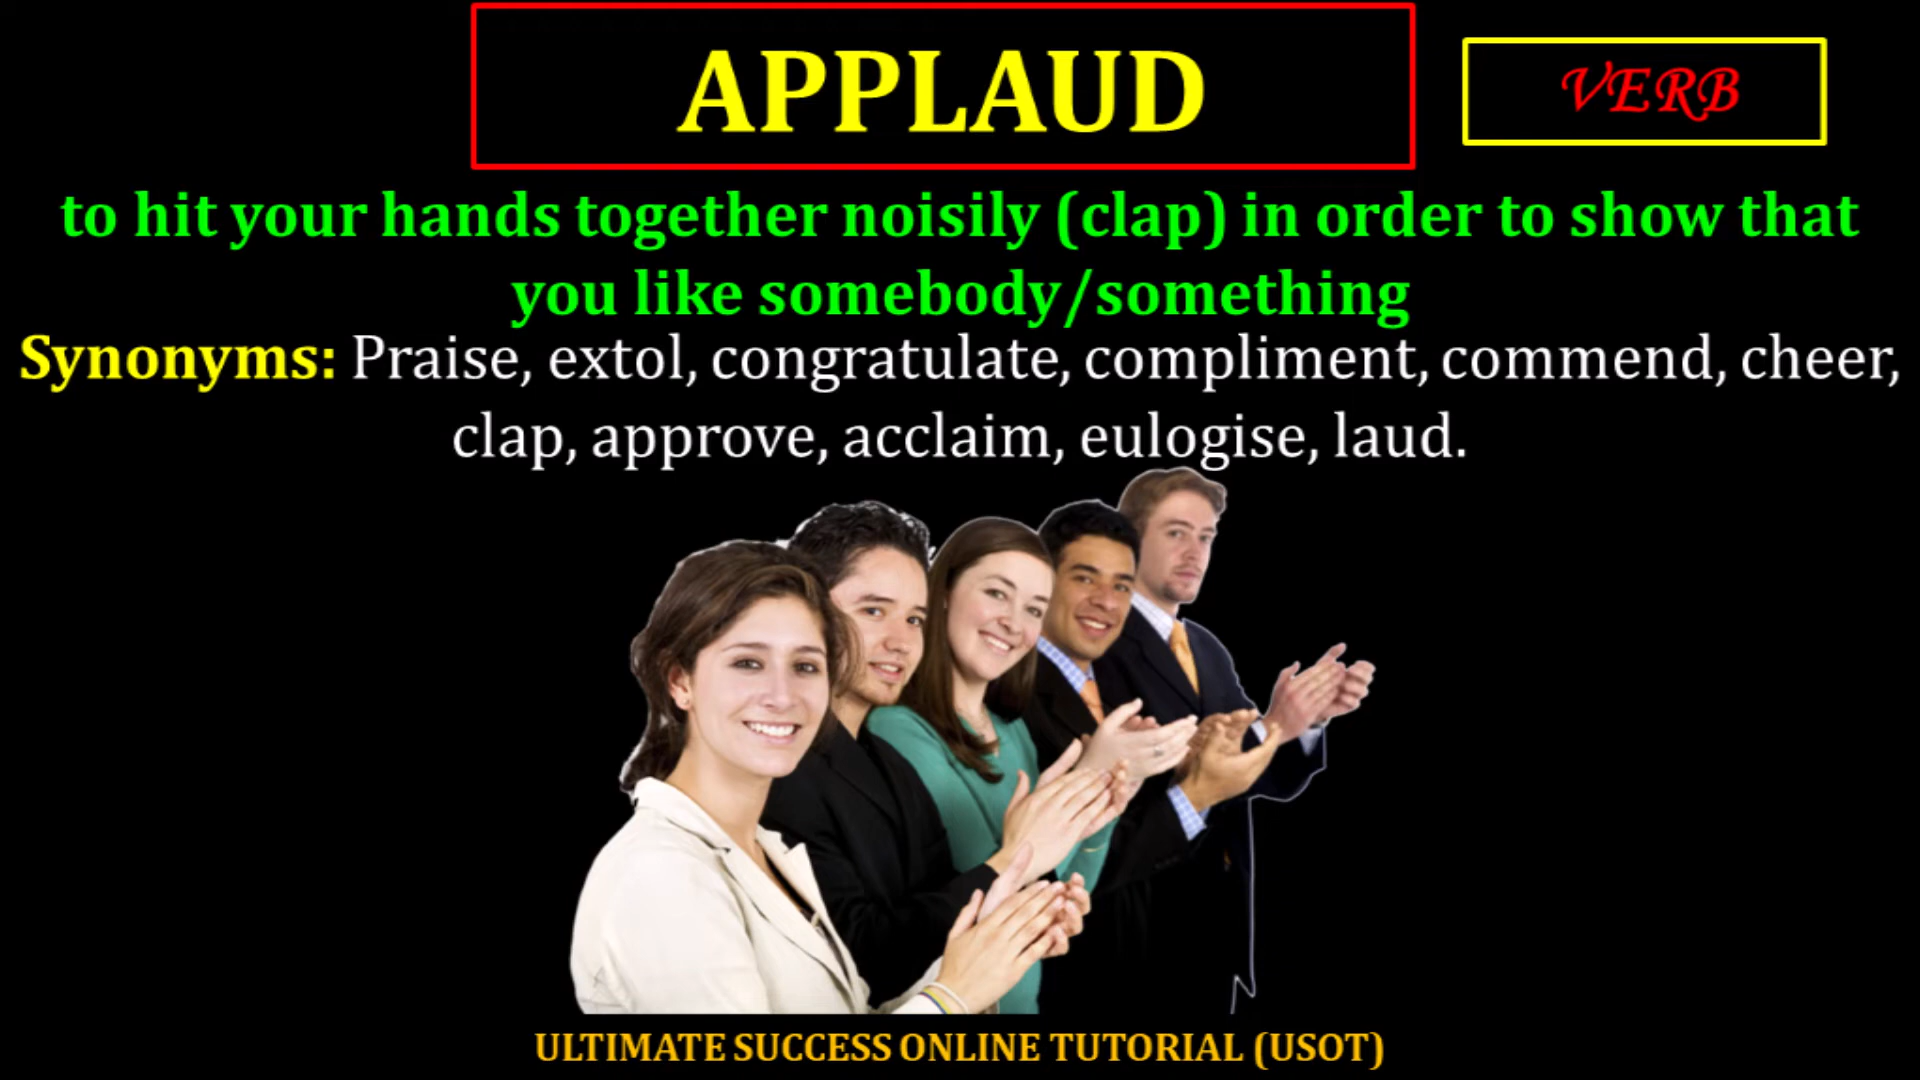 APPLAUD
VERB
to hit your hands together noisily (clap) in order to show that
you like somebody/something
Synonyms: Praise, extol, congratulate, compliment, commend, cheer,
clap, approve, acclaim, eulogise, laud.
ULTIMATE SUCCESS ONLINE TUTORIAL (USOT)